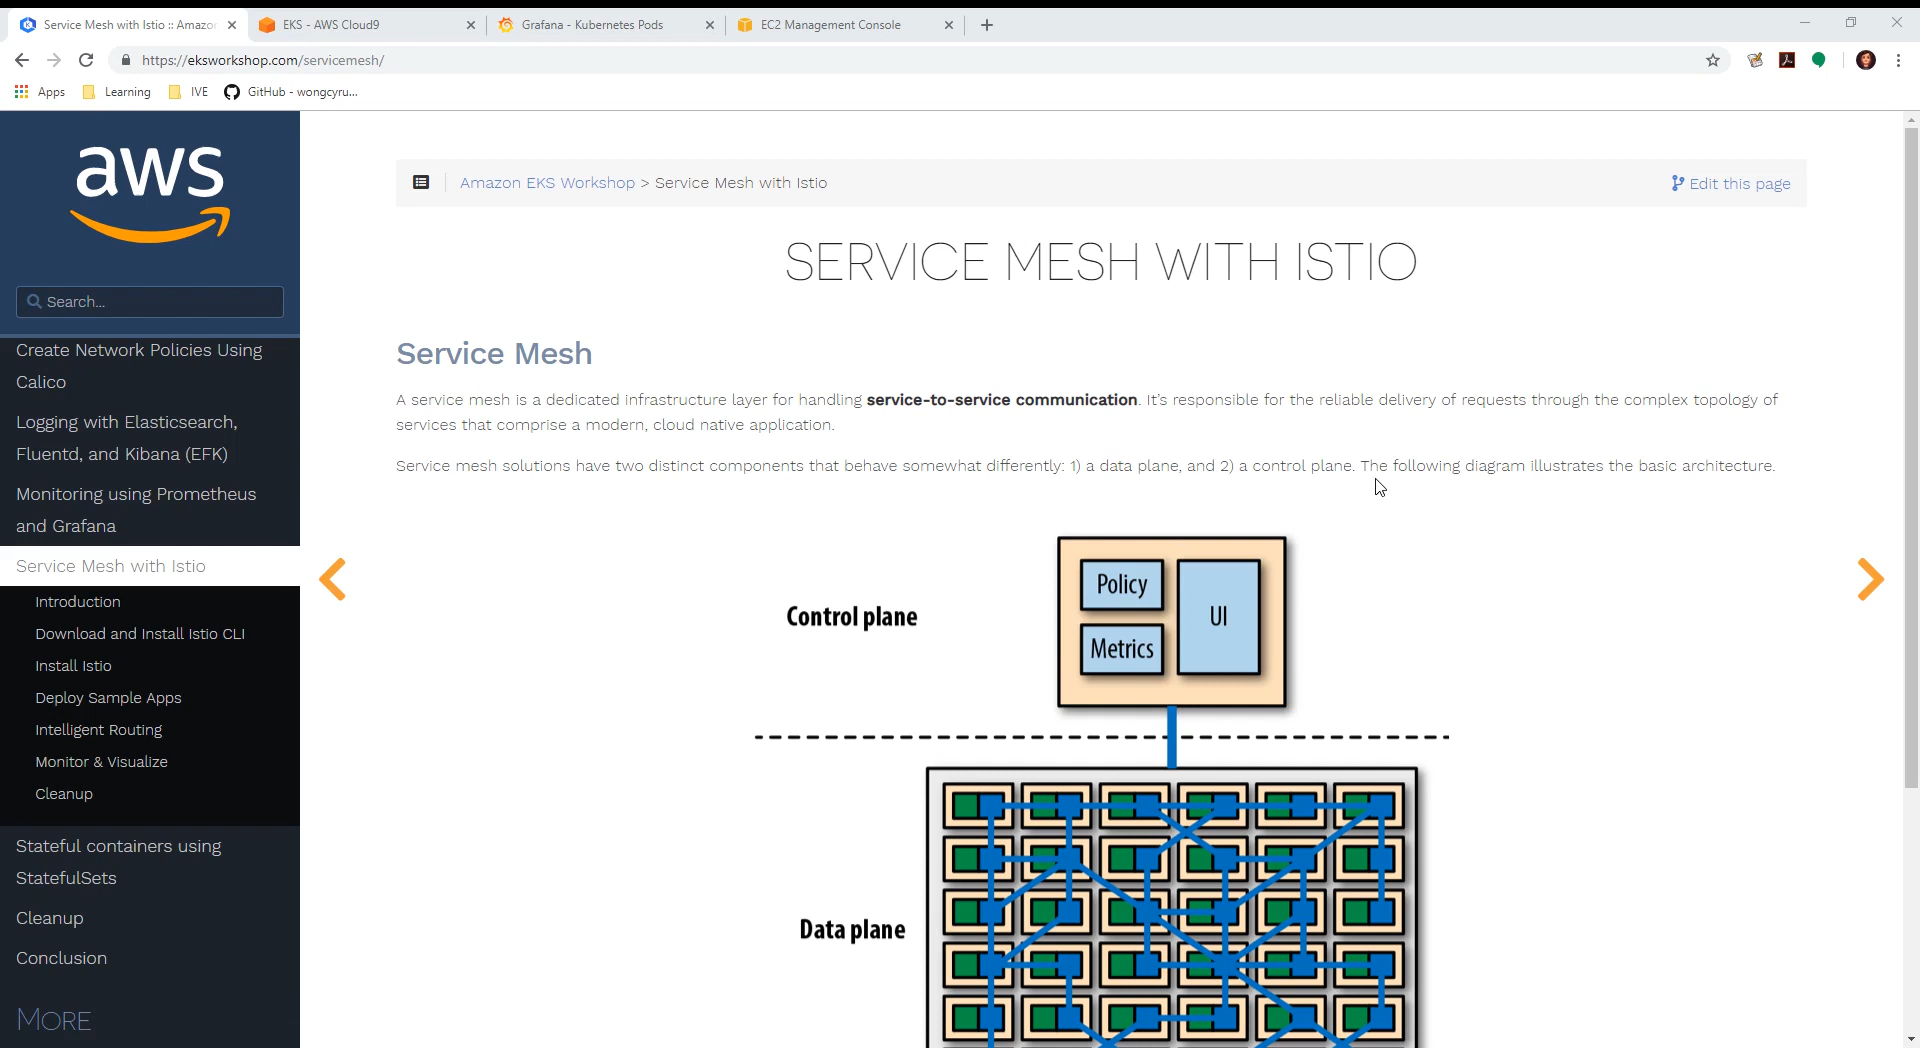 Service Mesh with Istio :: Amazon
EKS - AWS Cloud9
Grafana - Kubernetes Pods
EC2 Management Console
https://eksworkshop.com/servicemesh/
Apps
Learning
IVE
GitHub - wongcyru...
aws
Search...
Create Network Policies Using
Calico
Logging with Elasticsearch,
Fluentd, and Kibana (EFK)
Monitoring using Prometheus
and Grafana
Service Mesh with Istio
Introduction
Download and Install Istio CLI
Install Istio
Deploy Sample Apps
Intelligent Routing
Monitor & Visualize
Cleanup
Stateful containers using
StatefulSets
Cleanup
Conclusion
MORE
Amazon EKS Workshop > Service Mesh with Istio
Edit this page
SERVICE MESH WITH ISTIO
Service Mesh
A service mesh is a dedicated infrastructure layer for handling service-to-service communication. It's responsible for the reliable delivery of requests through the complex topology of
services that comprise a modern, cloud native application.
Service mesh solutions have two distinct components that behave somewhat differently: 1) a data plane, and 2) a control plane. The following diagram illustrates the basic architecture.
Control plane
Policy
UI
Metrics
Data plane